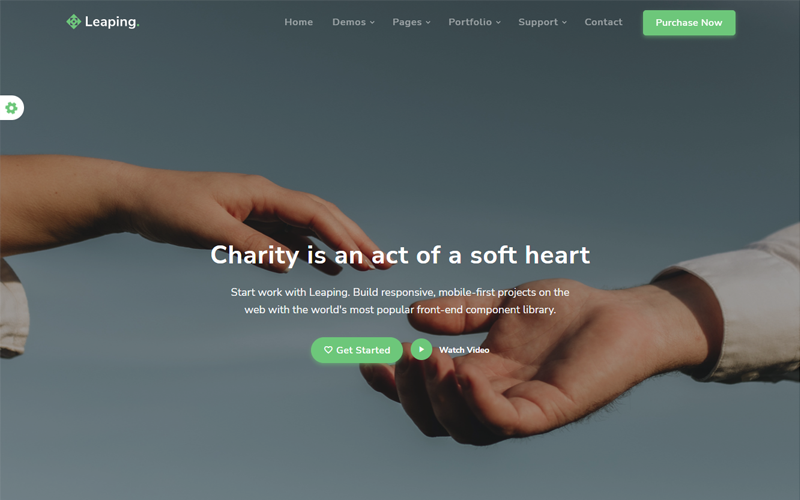 Leaping.
Home Demos Pages Portfolio Support Contact Purchase Now
Charity is an act of a soft heart
Start work with Leaping. Build responsive, mobile-first projects on the
web with the world's most popular front-end component library.
Get Started Watch Video